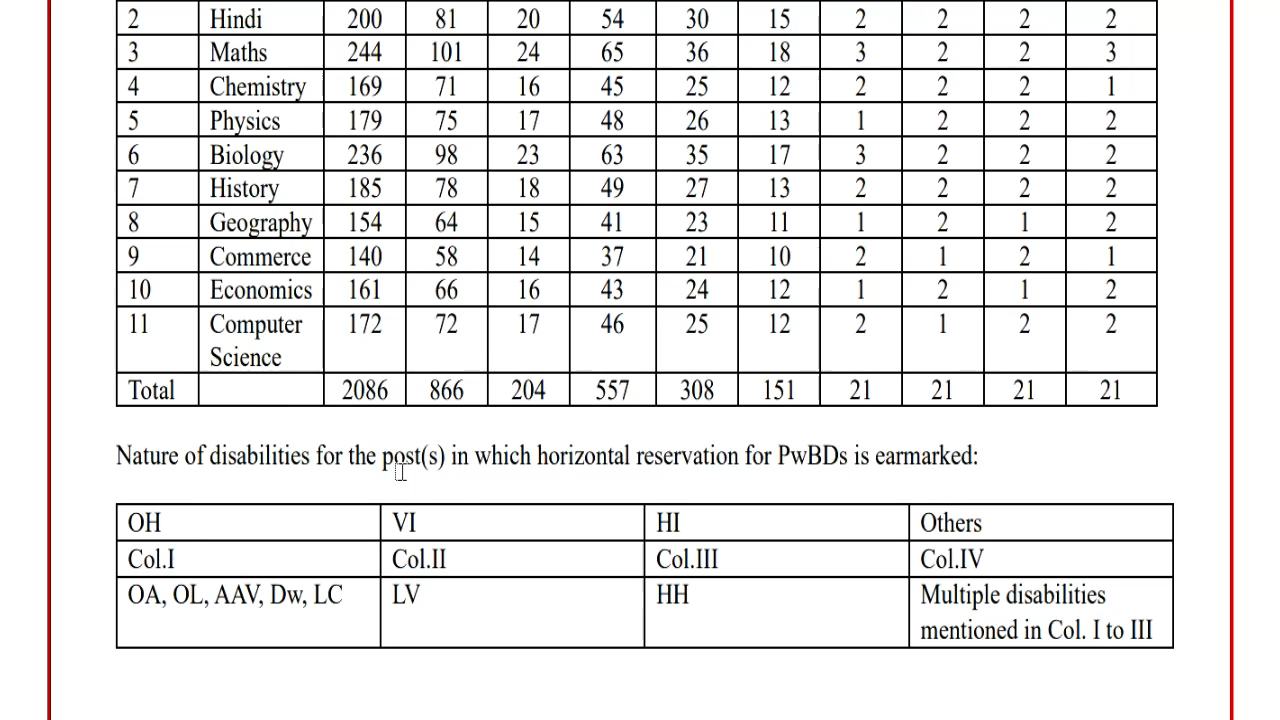 2 Hindi 200 81 20 54 30 15 2 2 2 2
3 Maths 244 101 24 65 36 18 3 2 2 3
4 Chemistry 169 71 16 45 25 12 2 2 2 1
5 Physics 179 75 17 48 26 13 1 2 2 2
6 Biology 236 98 23 63 35 17 3 2 2 2
7 History 185 78 18 49 27 13 2 2 2 2
8 Geography 154 64 15 41 23 11 1 2 1 2
9 Commerce 140 58 14 37 21 10 2 1 2 1
10 Economics 161 66 16 43 24 12 1 2 1 2
11 Computer 172 72 17 46 25 12 2 1 2 2
Science
Total 2086 866 204 557 308 151 21 21 21 21
Nature of disabilities for the post(s) in which horizontal reservation for PwBDs is earmarked:
OH VI HI Others
Col.I Col.II Col.III Col.IV
OA, OL, AAV, Dw, LC LV HH Multiple disabilities
mentioned in Col. I to III